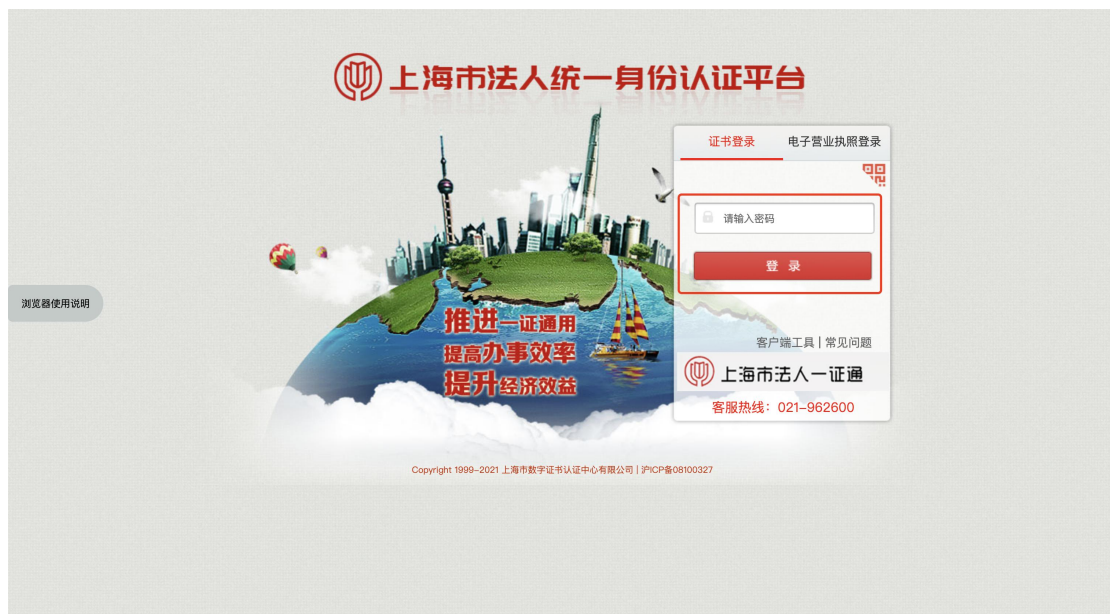 上海市法人统一身份认证平台
证书登录
电子营业执照登录
请输入密码
登录
浏览器使用说明
推进一证通用
提高办事效率
提升经济效益
客户端工具 | 常见问题
上海市法人一证通
客服热线：021-962600
Copyright 1999-2021 上海市数字证书认证中心有限公司 | 沪ICP备08100327